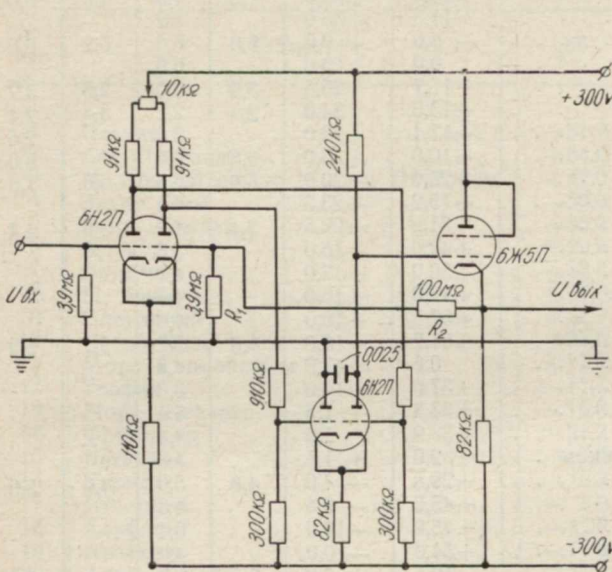 10кΩ
+300v
91кΩ
91кΩ
240кΩ
6Н2П
6Ж5П
U вх
3,9мΩ
3,9мΩ
R₁
100мΩ
R₂
U вых
0,025
6Н2П
910кΩ
110кΩ
82кΩ
300кΩ
82кΩ
300кΩ
-300v